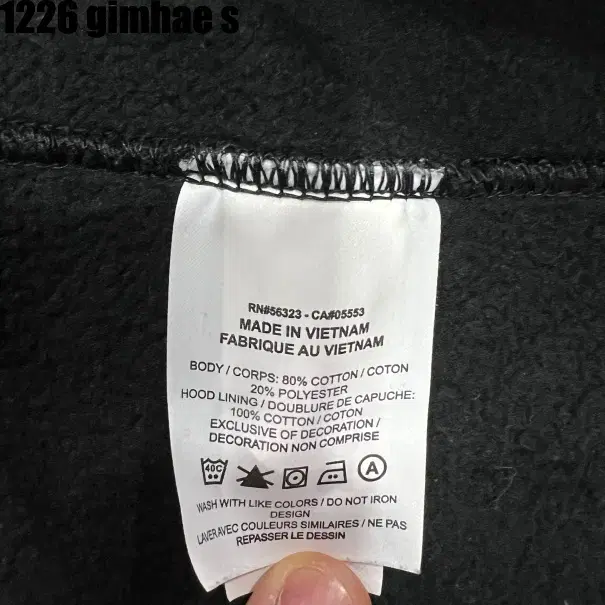 1226 gimhae s
RN#56323 - CA#05553
MADE IN VIETNAM
FABRIQUE AU VIETNAM
BODY / CORPS: 80% COTTON / COTON
20% POLYESTER
HOOD LINING / DOUBLURE DE CAPUCHE:
100% COTTON / COTON
EXCLUSIVE OF DECORATION /
DECORATION NON COMPRISE
40C
A
WASH WITH LIKE COLORS / DO NOT IRON
DESIGN
LAVER AVEC COULEURS SIMILAIRES / NE PAS
REPASSER LE DESSIN